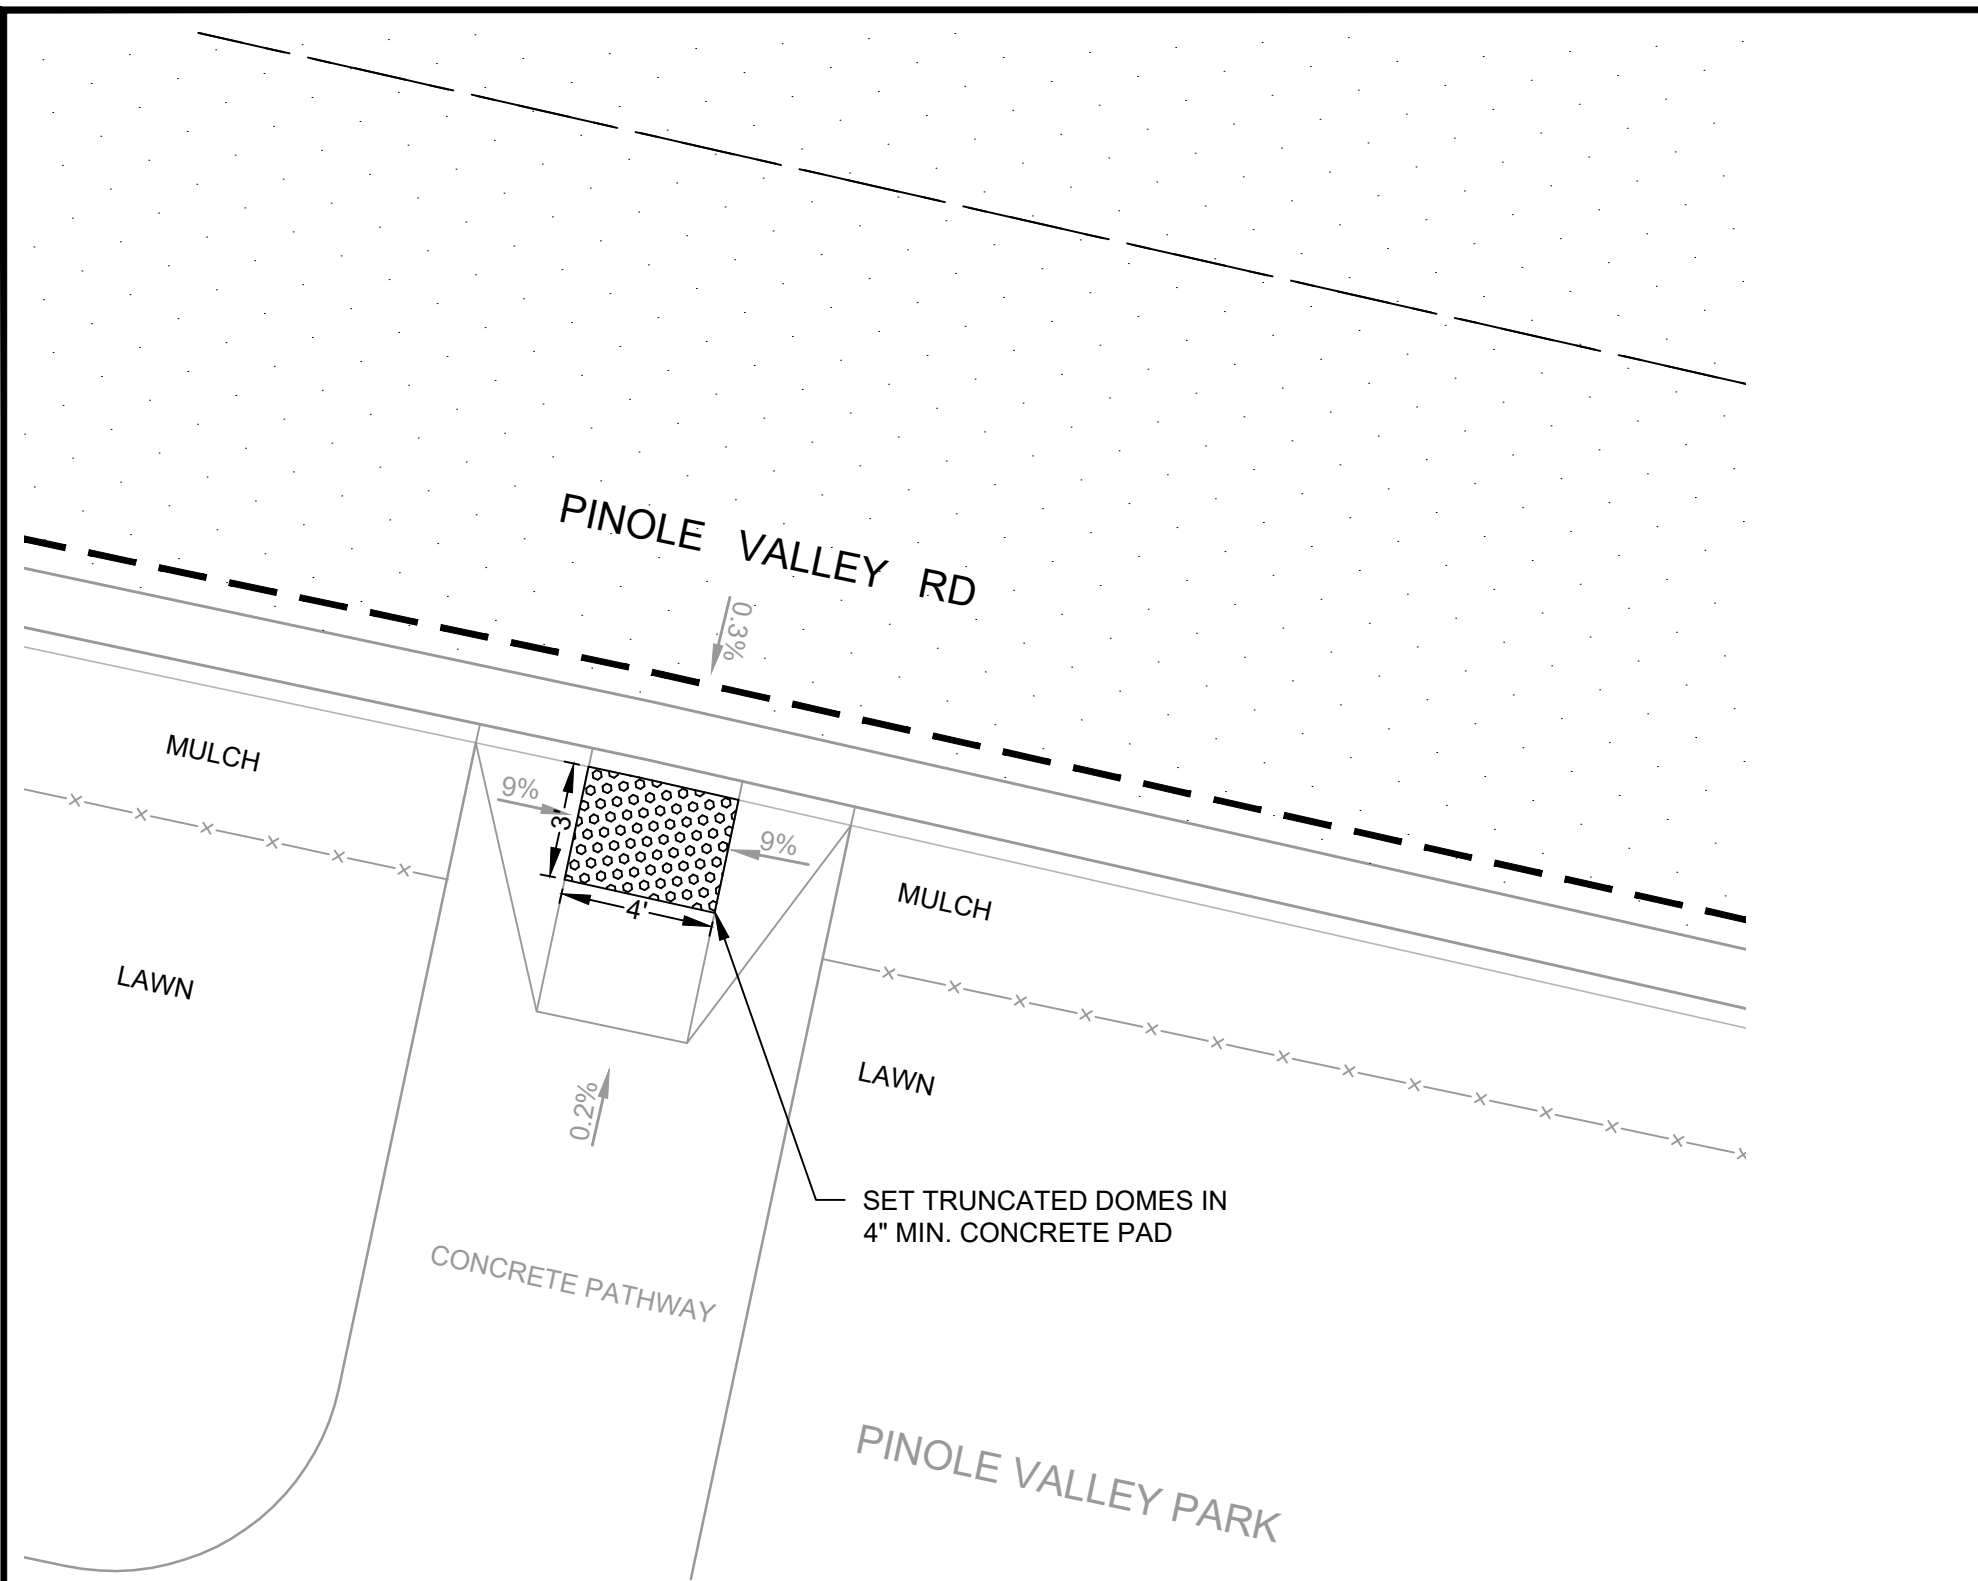 PINOLE VALLEY RD
0.3%
MULCH
9%
3'
9%
4'
MULCH
LAWN
LAWN
0.2%
SET TRUNCATED DOMES IN
4" MIN. CONCRETE PAD
CONCRETE PATHWAY
PINOLE VALLEY PARK